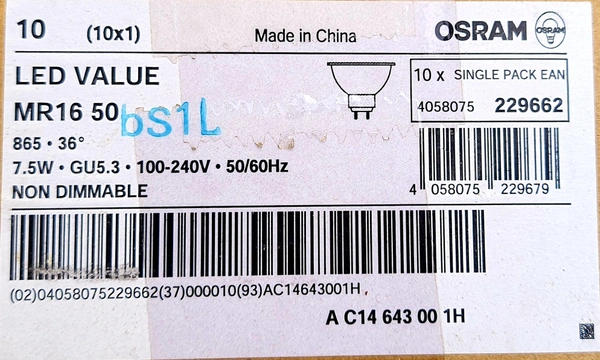 10 (10x1) Made in China OSRAM OSRAM
LED VALUE
10 x SINGLE PACK EAN
MR16 50 bS1L
4058075 229662
865 • 36°
7.5W • GU5.3 • 100-240V • 50/60Hz
NON DIMMABLE
4 058075 229679
(02)04058075229662(37)000010(93)AC14643001H
A C14 643 00 1H